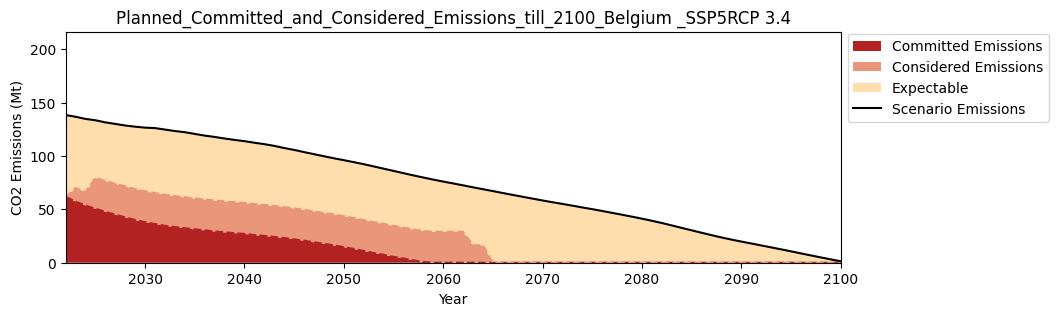 Planned_Committed_and_Considered_Emissions_till_2100_Belgium _SSP5RCP 3.4
200
150
100
50
0
CO2 Emissions (Mt)
2030 2040 2050 2060 2070 2080 2090 2100
Year
Committed Emissions
Considered Emissions
Expectable
Scenario Emissions